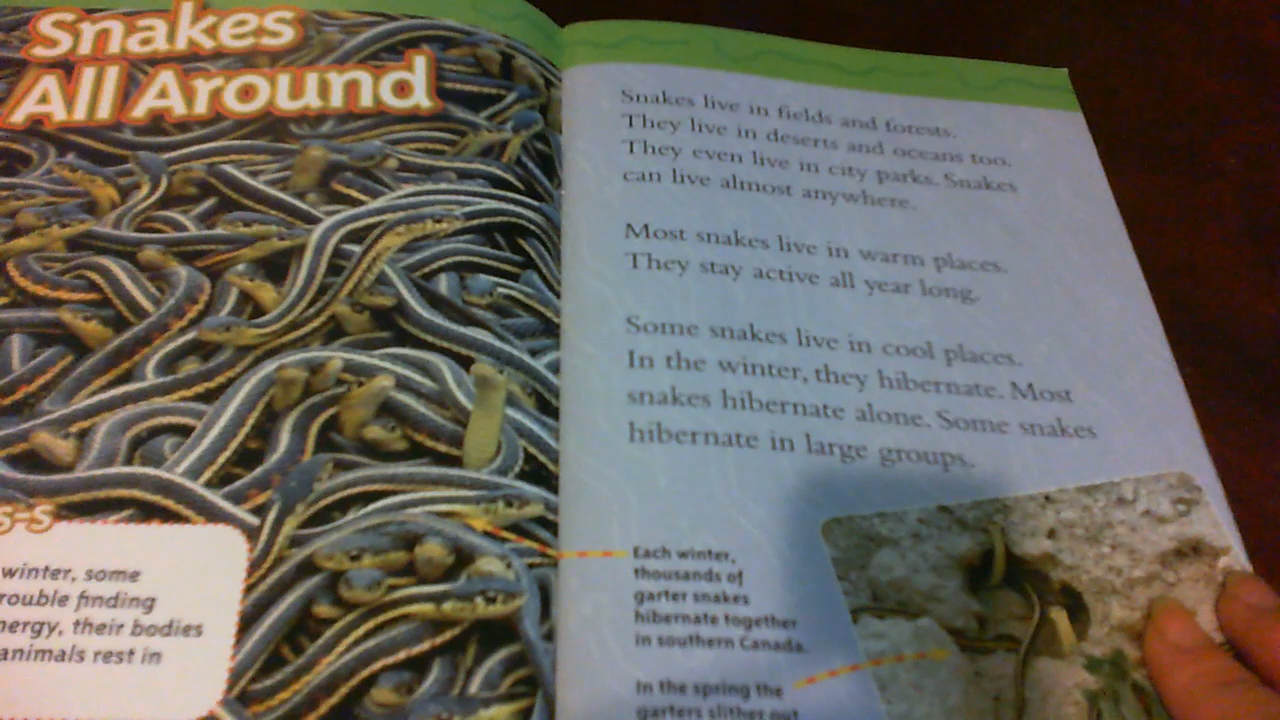 Snakes
All Around
s-s
winter, some
rouble finding
nergy, their bodies
animals rest in
Snakes live in fields and forests.
They live in deserts and oceans too.
They even live in city parks. Snakes
can live almost anywhere.
Most snakes live in warm places.
They stay active all year long.
Some snakes live in cool places.
In the winter, they hibernate. Most
snakes hibernate alone. Some snakes
hibernate in large groups.
Each winter,
thousands of
garter snakes
hibernate together
in southern Canada.
In the spring the
garters slither out